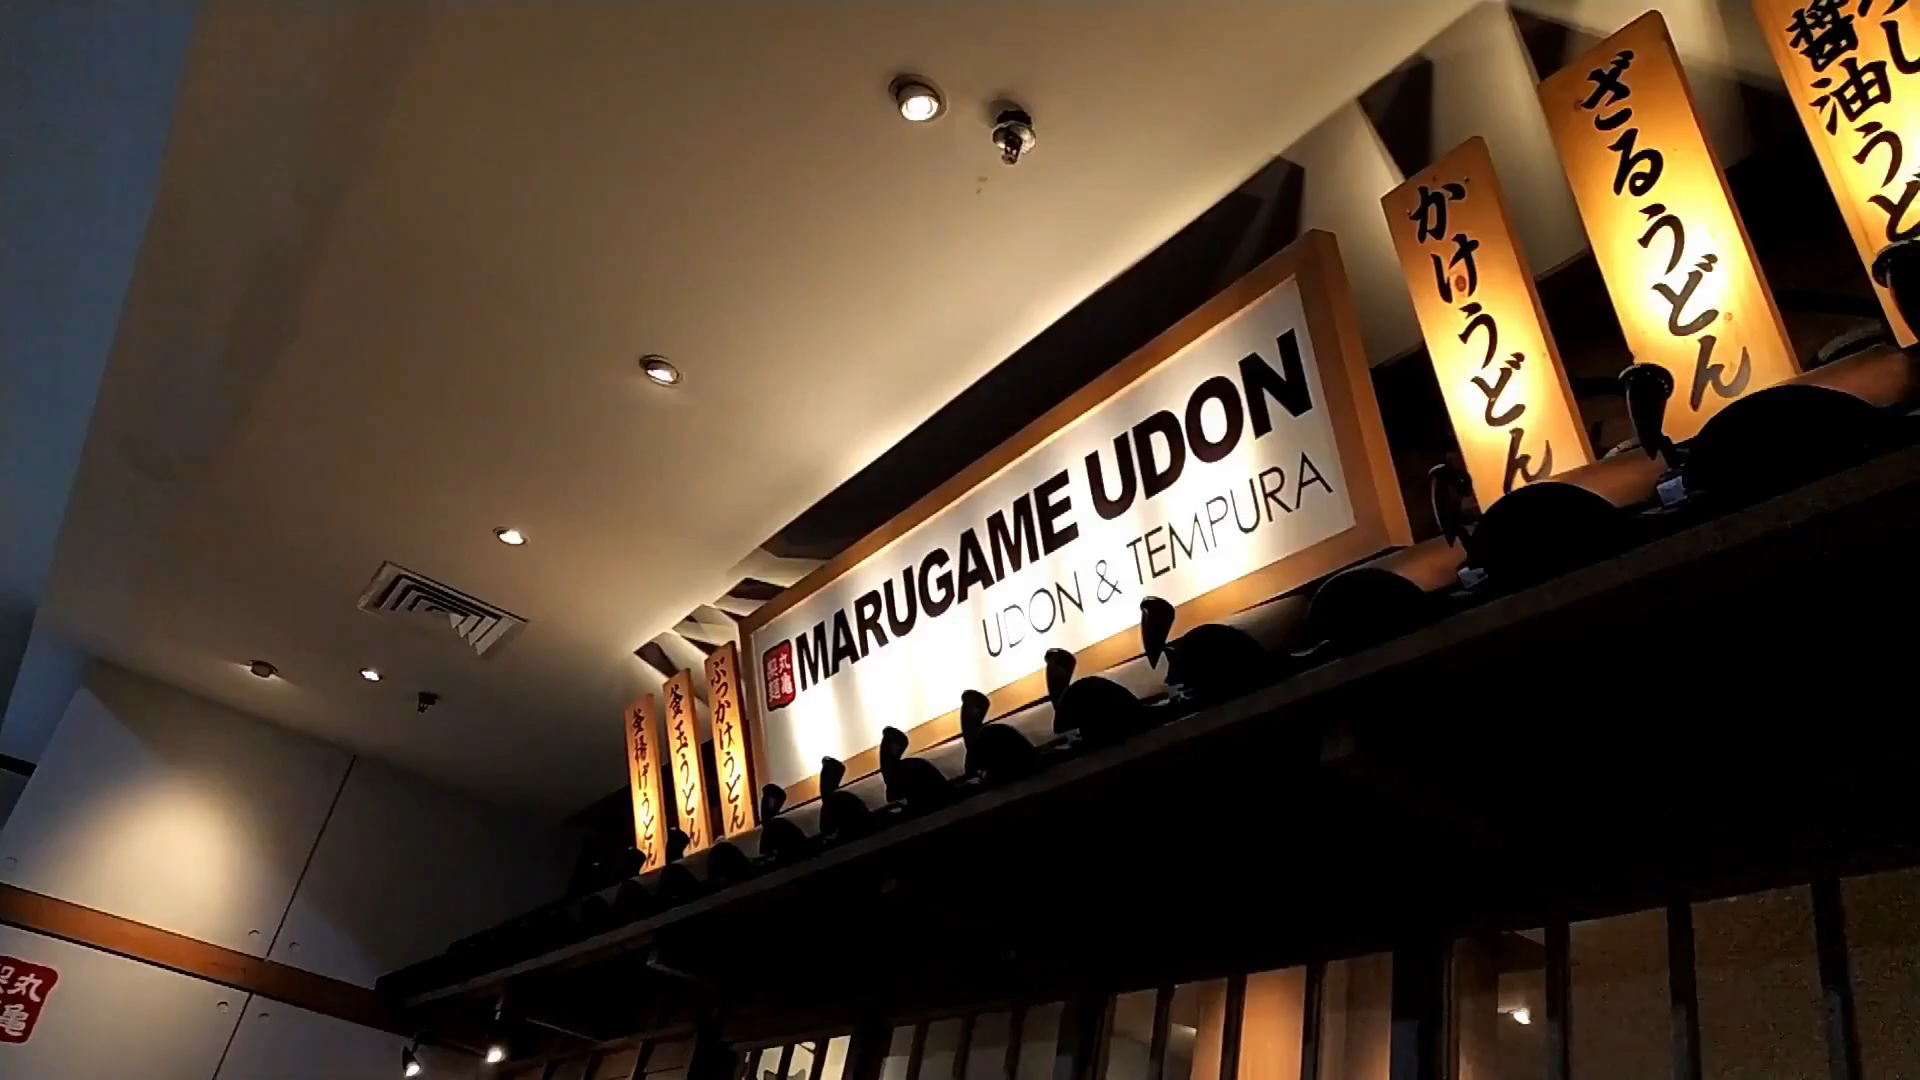 釜揚げうどん
釜玉うどん
ぶっかけうどん
丸亀
製麺
MARUGAME UDON
UDON & TEMPURA
かけうどん
ざるうどん
醤油うど
丸
亀